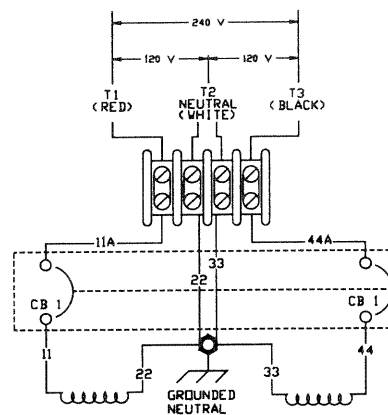 240 V
120 V
120 V
T1
(RED)
T2
NEUTRAL
(WHITE)
T3
(BLACK)
11A
44A
33
22
CB 1
CB 1
11
22
33
44
GROUNDED
NEUTRAL